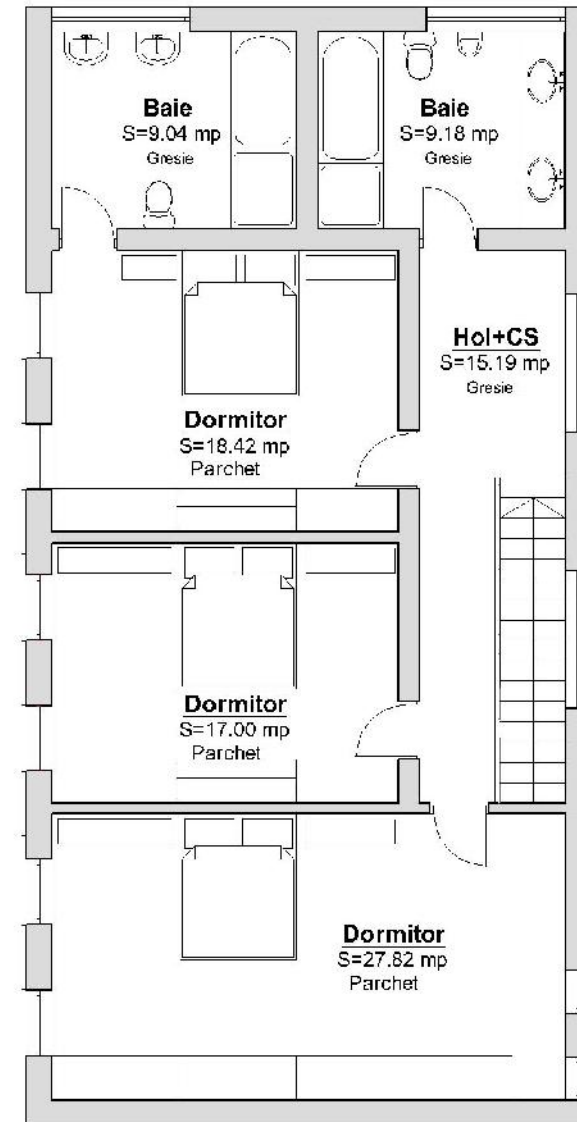 Baie
S=9.04 mp
Gresie
Baie
S=9.18 mp
Gresie
Hol+CS
S=15.19 mp
Gresie
Dormitor
S=18.42 mp
Parchet
Dormitor
S=17.00 mp
Parchet
Dormitor
S=27.82 mp
Parchet